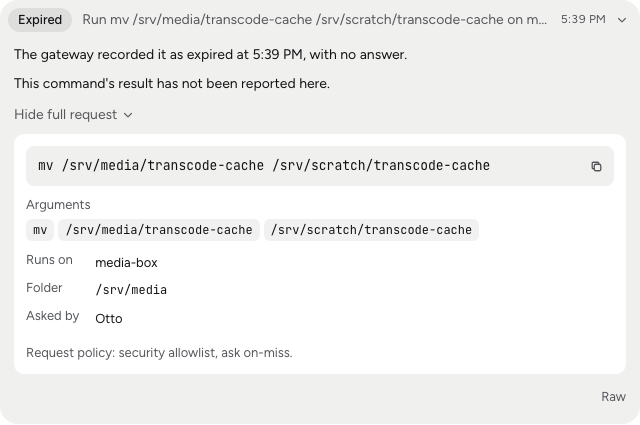 Expired Run mv /srv/media/transcode-cache /srv/scratch/transcode-cache on m... 5:39 PM
The gateway recorded it as expired at 5:39 PM, with no answer.
This command's result has not been reported here.
Hide full request
mv /srv/media/transcode-cache /srv/scratch/transcode-cache
Arguments
mv /srv/media/transcode-cache /srv/scratch/transcode-cache
Runs on media-box
Folder /srv/media
Asked by Otto
Request policy: security allowlist, ask on-miss.
Raw